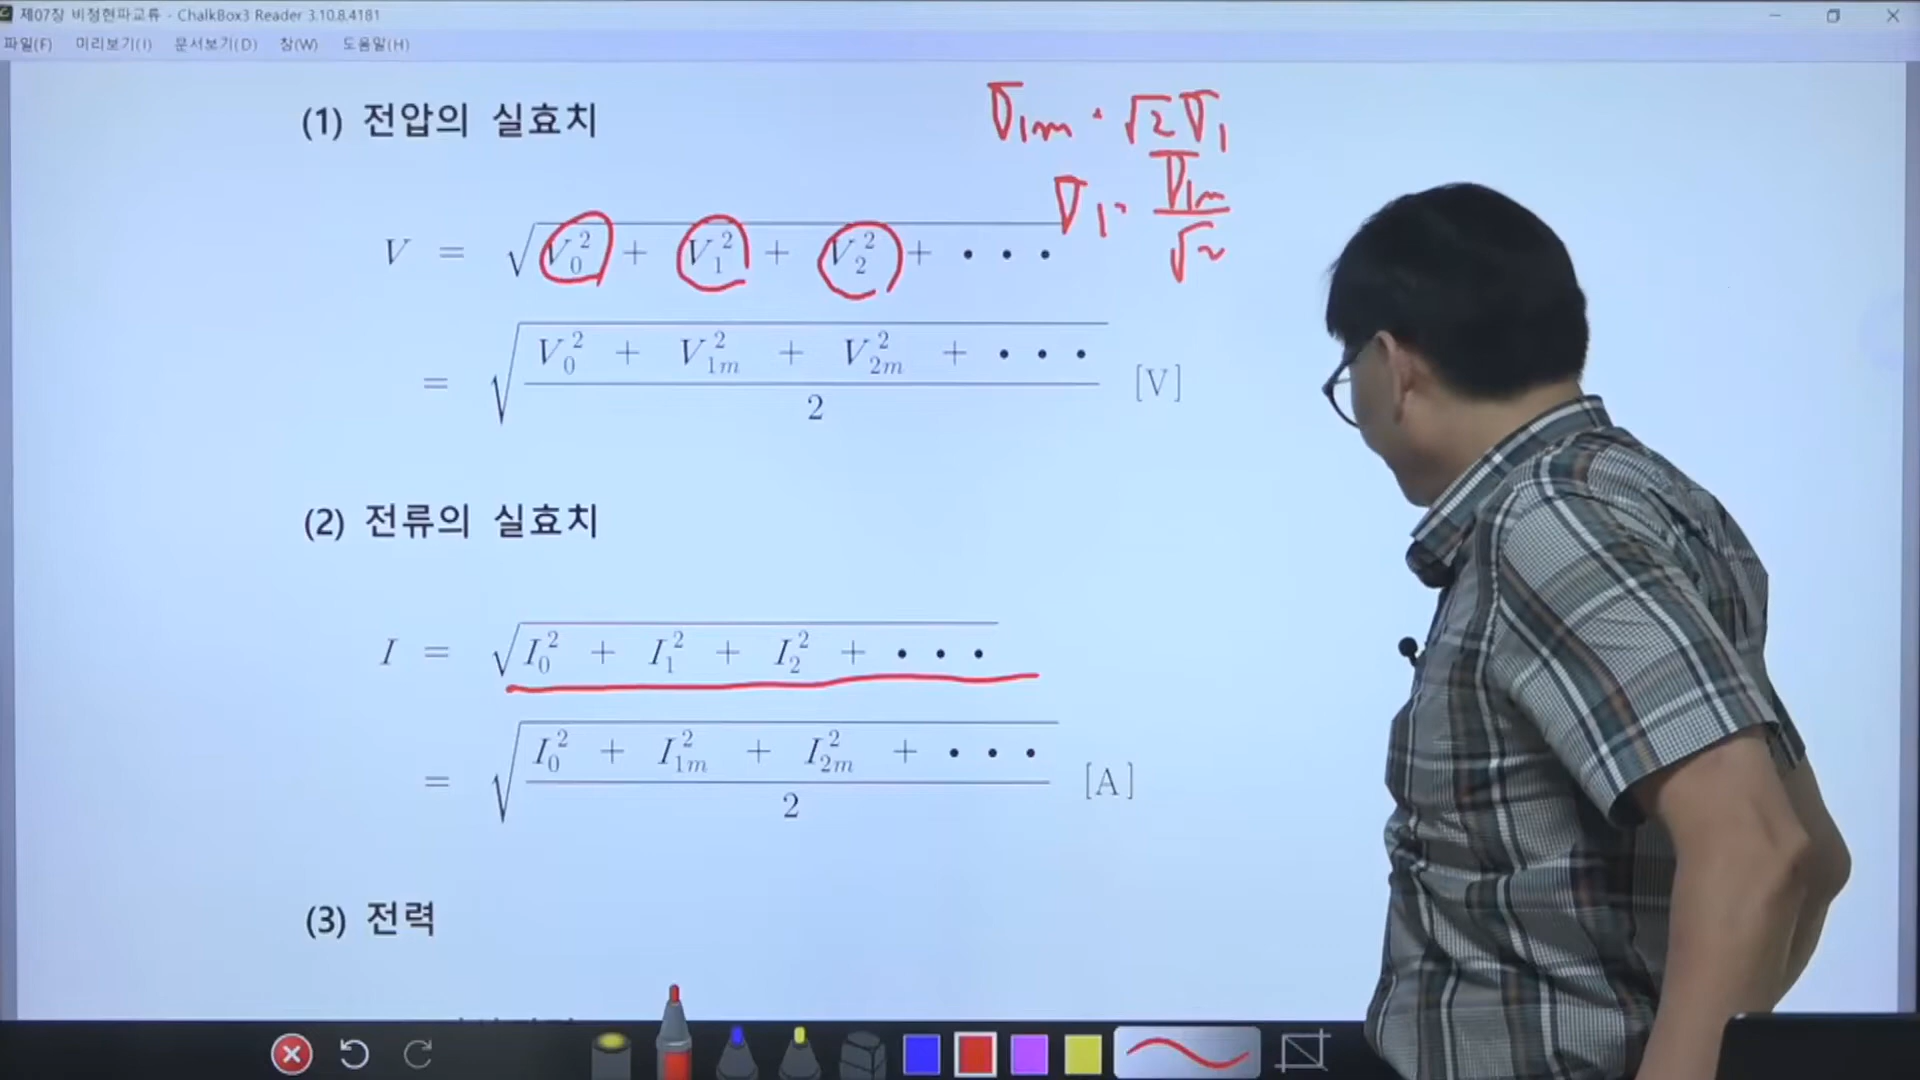 제07장 비정현파교류 - ChalkBox3 Reader 3.10.8.4181
파일(F) 미리보기(I) 문서보기(D) 창(W) 도움말(H)
(1) 전압의 실효치
V₁ₘ = √2 V₁
V₁ = V₁ₘ / √2
V = √(V₀² + V₁² + V₂² + • • •)
= √((V₀² + V₁ₘ² + V₂ₘ² + • • •) / 2) [V]
(2) 전류의 실효치
I = √(I₀² + I₁² + I₂² + • • •)
= √((I₀² + I₁ₘ² + I₂ₘ² + • • •) / 2) [A]
(3) 전력